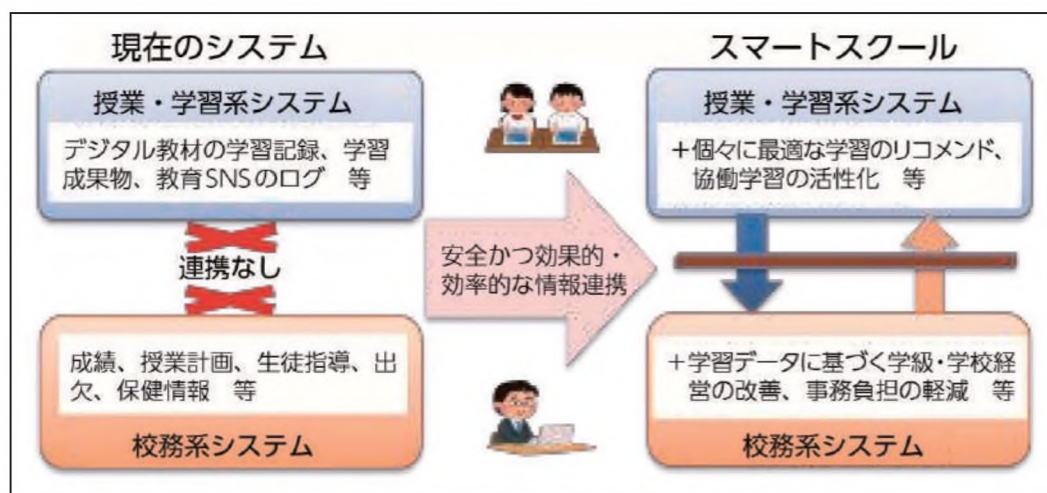 現在のシステム
授業・学習系システム
デジタル教材の学習記録、学習
成果物、教育SNSのログ 等
連携なし
成績、授業計画、生徒指導、出
欠、保健情報 等
校務系システム
安全かつ効果的・
効率的な情報連携
スマートスクール
授業・学習系システム
＋個々に最適な学習のリコメンド、
協働学習の活性化 等
＋学習データに基づく学級・学校経
営の改善、事務負担の軽減 等
校務系システム